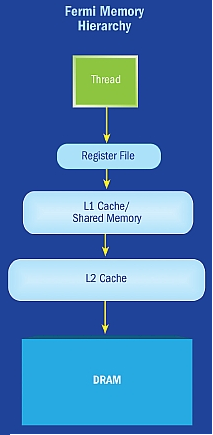 Fermi Memory
Hierarchy
Thread
Register File
L1 Cache/
Shared Memory
L2 Cache
DRAM